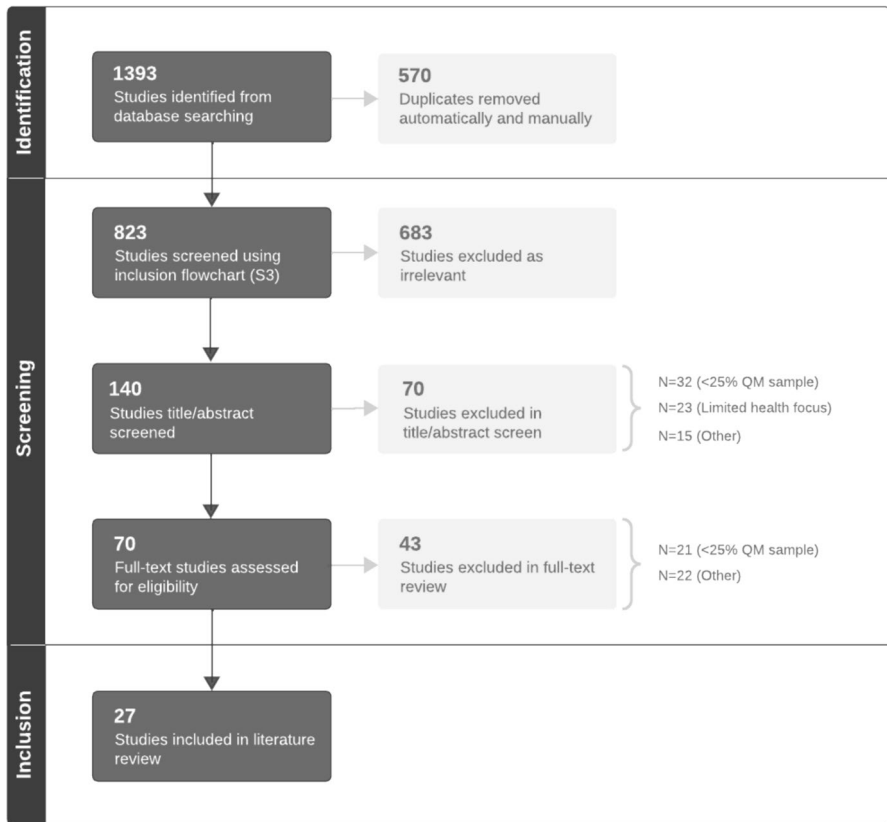 Identification
1393
Studies identified from
database searching
570
Duplicates removed
automatically and manually
Screening
823
Studies screened using
inclusion flowchart (S3)
683
Studies excluded as
irrelevant
140
Studies title/abstract
screened
70
Studies excluded in
title/abstract screen
N=32 (<25% QM sample)
N=23 (Limited health focus)
N=15 (Other)
70
Full-text studies assessed
for eligibility
43
Studies excluded in full-text
review
N=21 (<25% QM sample)
N=22 (Other)
Inclusion
27
Studies included in literature
review